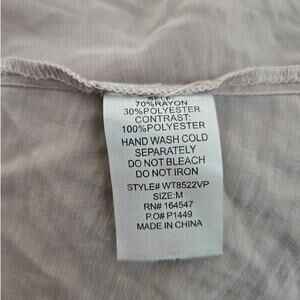 SELF:
70%RAYON
30%POLYESTER
CONTRAST:
100%POLYESTER
HAND WASH COLD
SEPARATELY
DO NOT BLEACH
DO NOT IRON
STYLE# WT8522VP
SIZE:M
RN# 164547
P.O# P1449
MADE IN CHINA